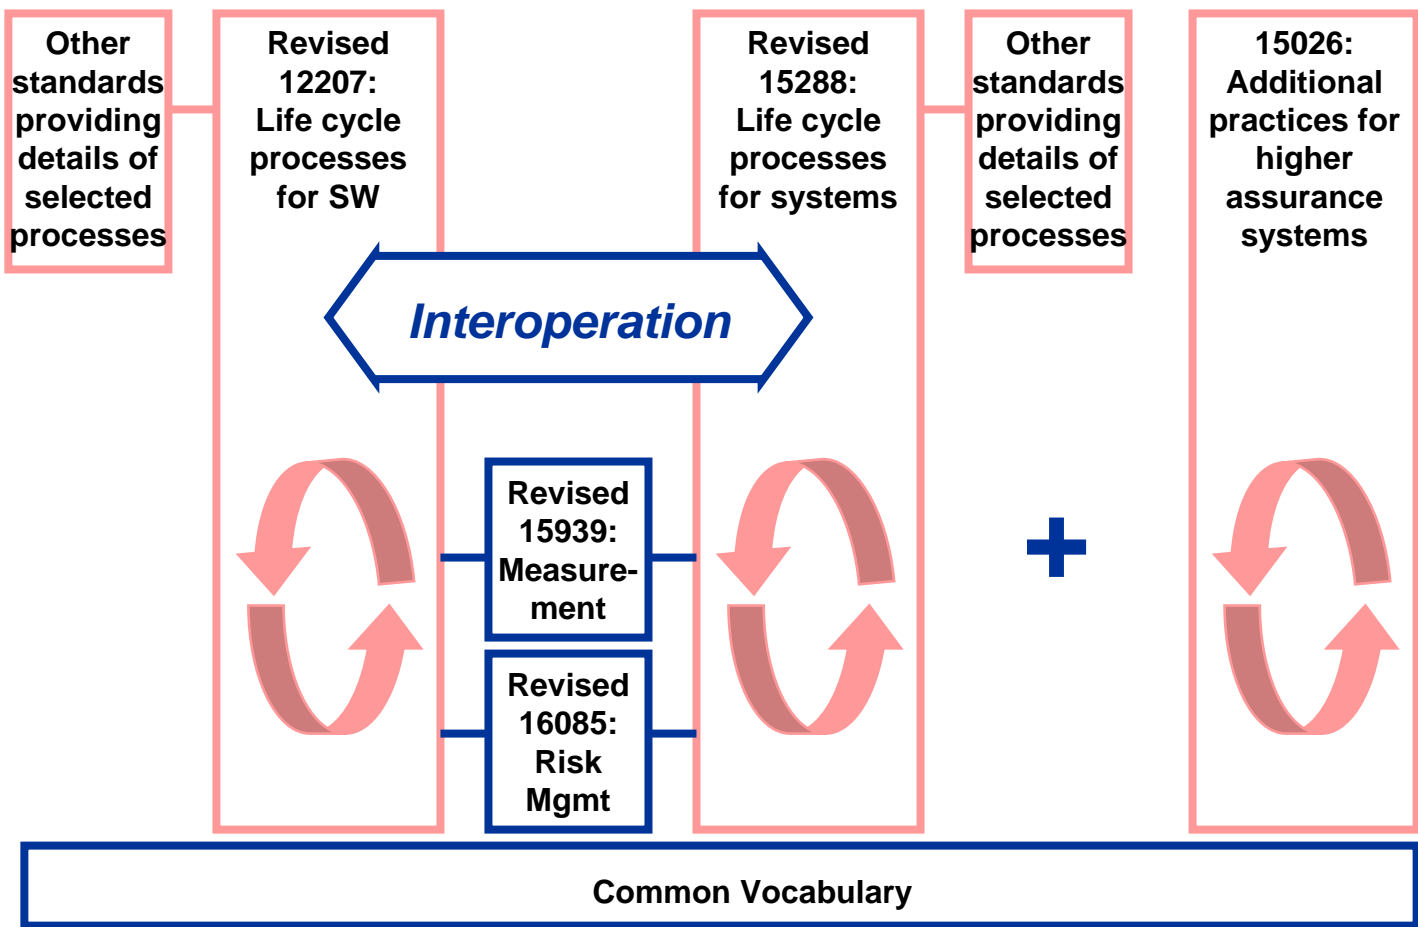 Other
standards
providing
details of
selected
processes
Revised
12207:
Life cycle
processes
for SW
Revised
15288:
Life cycle
processes
for systems
Other
standards
providing
details of
selected
processes
15026:
Additional
practices for
higher
assurance
systems
Interoperation
Revised
15939:
Measure-
ment
Revised
16085:
Risk
Mgmt
Common Vocabulary